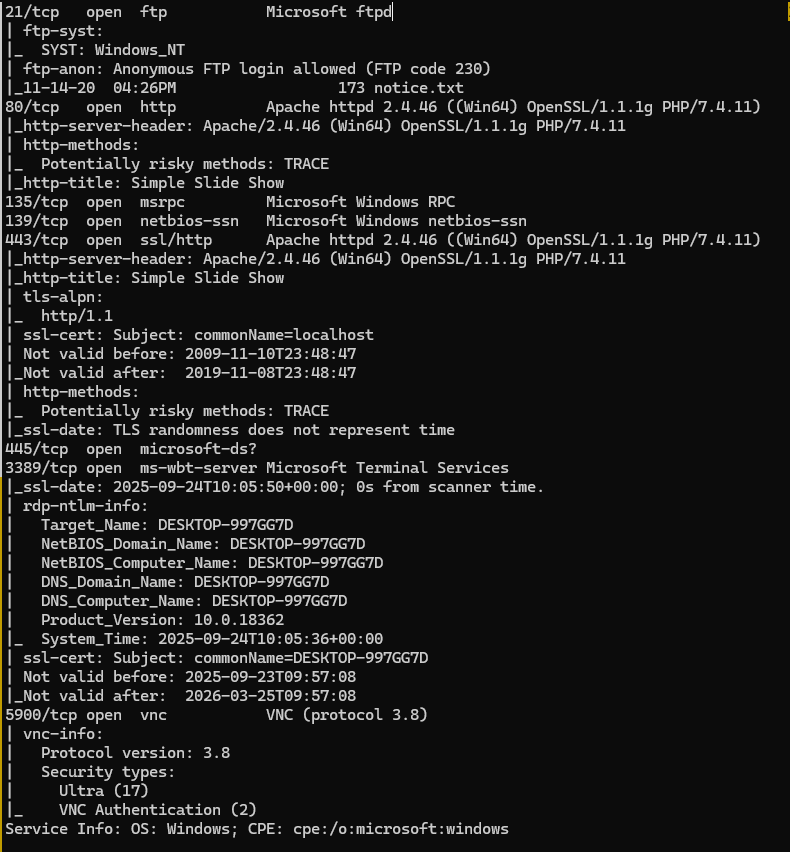 21/tcp   open  ftp           Microsoft ftpd
| ftp-syst:
|_  SYST: Windows_NT
| ftp-anon: Anonymous FTP login allowed (FTP code 230)
|_11-14-20  04:26PM                  173 notice.txt
80/tcp   open  http          Apache httpd 2.4.46 ((Win64) OpenSSL/1.1.1g PHP/7.4.11)
|_http-server-header: Apache/2.4.46 (Win64) OpenSSL/1.1.1g PHP/7.4.11
| http-methods:
|_  Potentially risky methods: TRACE
|_http-title: Simple Slide Show
135/tcp  open  msrpc         Microsoft Windows RPC
139/tcp  open  netbios-ssn   Microsoft Windows netbios-ssn
443/tcp  open  ssl/http      Apache httpd 2.4.46 ((Win64) OpenSSL/1.1.1g PHP/7.4.11)
|_http-server-header: Apache/2.4.46 (Win64) OpenSSL/1.1.1g PHP/7.4.11
|_http-title: Simple Slide Show
| tls-alpn:
|_  http/1.1
| ssl-cert: Subject: commonName=localhost
| Not valid before: 2009-11-10T23:48:47
|_Not valid after:  2019-11-08T23:48:47
| http-methods:
|_  Potentially risky methods: TRACE
|_ssl-date: TLS randomness does not represent time
445/tcp  open  microsoft-ds?
3389/tcp open  ms-wbt-server Microsoft Terminal Services
|_ssl-date: 2025-09-24T10:05:50+00:00; 0s from scanner time.
| rdp-ntlm-info:
|   Target_Name: DESKTOP-997GG7D
|   NetBIOS_Domain_Name: DESKTOP-997GG7D
|   NetBIOS_Computer_Name: DESKTOP-997GG7D
|   DNS_Domain_Name: DESKTOP-997GG7D
|   DNS_Computer_Name: DESKTOP-997GG7D
|   Product_Version: 10.0.18362
|_  System_Time: 2025-09-24T10:05:36+00:00
| ssl-cert: Subject: commonName=DESKTOP-997GG7D
| Not valid before: 2025-09-23T09:57:08
|_Not valid after:  2026-03-25T09:57:08
5900/tcp open  vnc           VNC (protocol 3.8)
| vnc-info:
|   Protocol version: 3.8
|   Security types:
|     Ultra (17)
|_    VNC Authentication (2)
Service Info: OS: Windows; CPE: cpe:/o:microsoft:windows